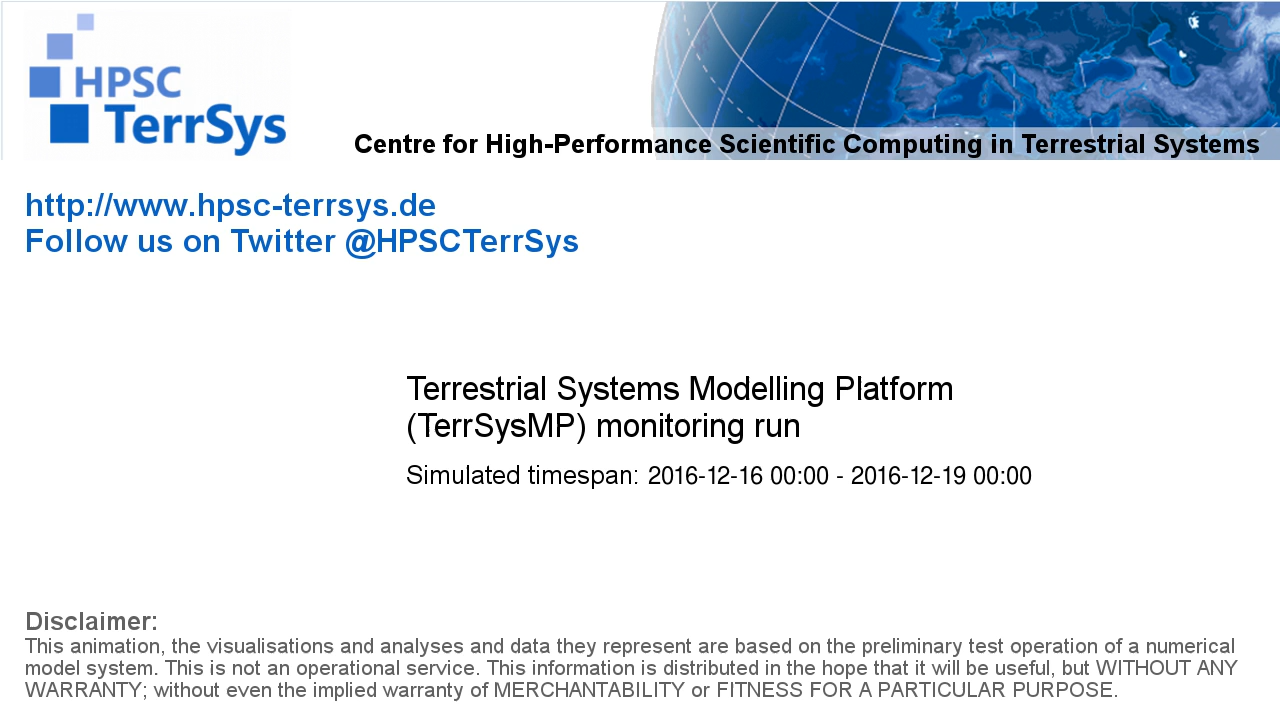 HPSC
TerrSys
Centre for High-Performance Scientific Computing in Terrestrial Systems
http://www.hpsc-terrsys.de
Follow us on Twitter @HPSCTerrSys
Terrestrial Systems Modelling Platform
(TerrSysMP) monitoring run
Simulated timespan: 2016-12-16 00:00 - 2016-12-19 00:00
Disclaimer:
This animation, the visualisations and analyses and data they represent are based on the preliminary test operation of a numerical
model system. This is not an operational service. This information is distributed in the hope that it will be useful, but WITHOUT ANY
WARRANTY; without even the implied warranty of MERCHANTABILITY or FITNESS FOR A PARTICULAR PURPOSE.